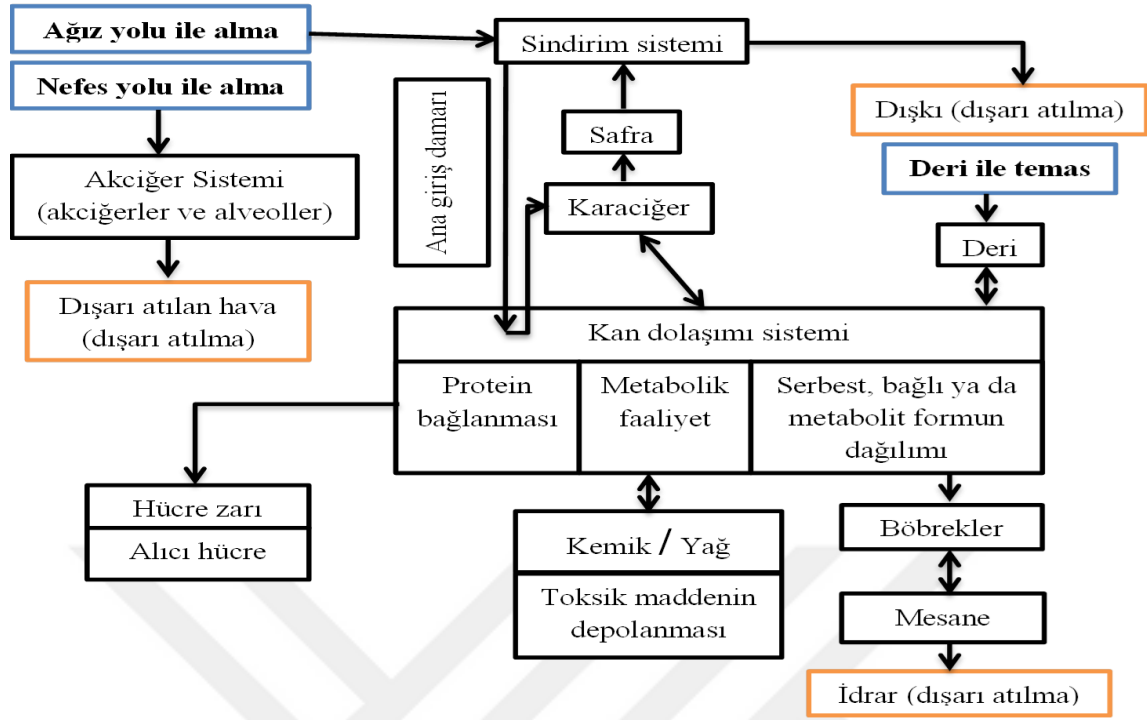 Ağız yolu ile alma
Nefes yolu ile alma
Akciğer Sistemi
(akciğerler ve alveoller)
Dışarı atılan hava
(dışarı atılma)
Sindirim sistemi
Ana giriş damarı
Safra
Karaciğer
Dışkı (dışarı atılma)
Deri ile temas
Deri
Kan dolaşımı sistemi
Protein
bağlanması
Metabolik
faaliyet
Serbest, bağlı ya da
metabolit formun
dağılımı
Hücre zarı
Alıcı hücre
Kemik / Yağ
Toksik maddenin
depolanması
Böbrekler
Mesane
İdrar (dışarı atılma)